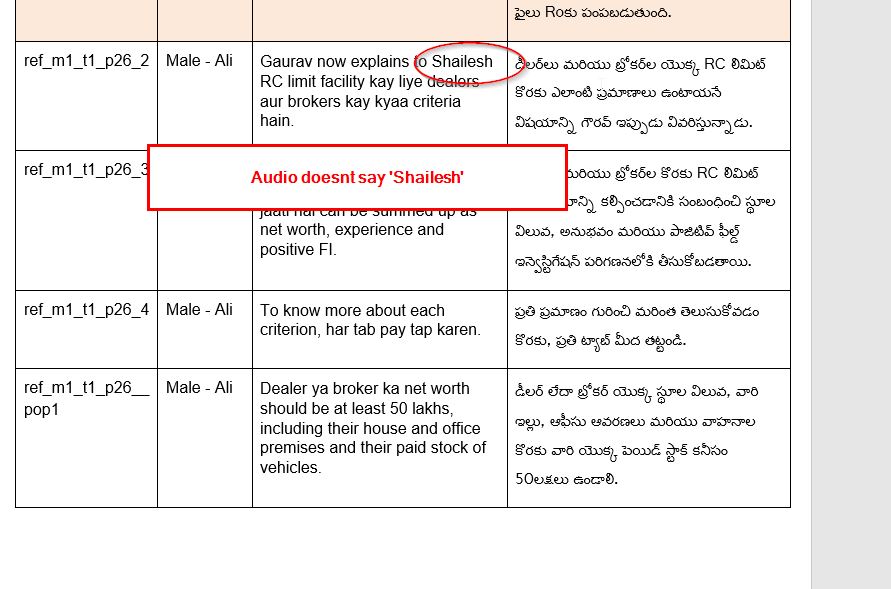 ఫైలు Roకు పంపబడుతుంది.
ref_m1_t1_p26_2
Male - Ali
Gaurav now explains to Shailesh
RC limit facility kay liye dealers
aur brokers kay kyaa criteria
hain.
డీలర్‌లు మరియు బ్రోకర్‌ల యొక్క RC లిమిట్
కొరకు ఎలాంటి ప్రమాణాలు ఉంటాయనే
విషయాన్ని గౌరవ్ ఇప్పుడు వివరిస్తున్నాడు.
ref_m1_t1_p26_3
Audio doesnt say 'Shailesh'
jaati hai can be summed up as
net worth, experience and
positive FI.
మరియు బ్రోకర్‌ల కొరకు RC లిమిట్
కల్పించడానికి సంబంధించి స్థూల
విలువ, అనుభవం మరియు పాజిటివ్ ఫీల్డ్
ఇన్వెస్టిగేషన్ పరిగణనలోకి తీసుకోబడతాయి.
ref_m1_t1_p26_4
Male - Ali
To know more about each
criterion, har tab pay tap karen.
ప్రతి ప్రమాణం గురించి మరింత తెలుసుకోవడం
కొరకు, ప్రతి ట్యాబ్ మీద తట్టండి.
ref_m1_t1_p26__
pop1
Male - Ali
Dealer ya broker ka net worth
should be at least 50 lakhs,
including their house and office
premises and their paid stock of
vehicles.
డీలర్ లేదా బ్రోకర్ యొక్క స్థూల విలువ, వారి
ఇల్లు, ఆఫీసు ఆవరణలు మరియు వాహనాల
కొరకు వారి యొక్క పెయిడ్ స్టాక్ కనీసం
50లక్షలు ఉండాలి.